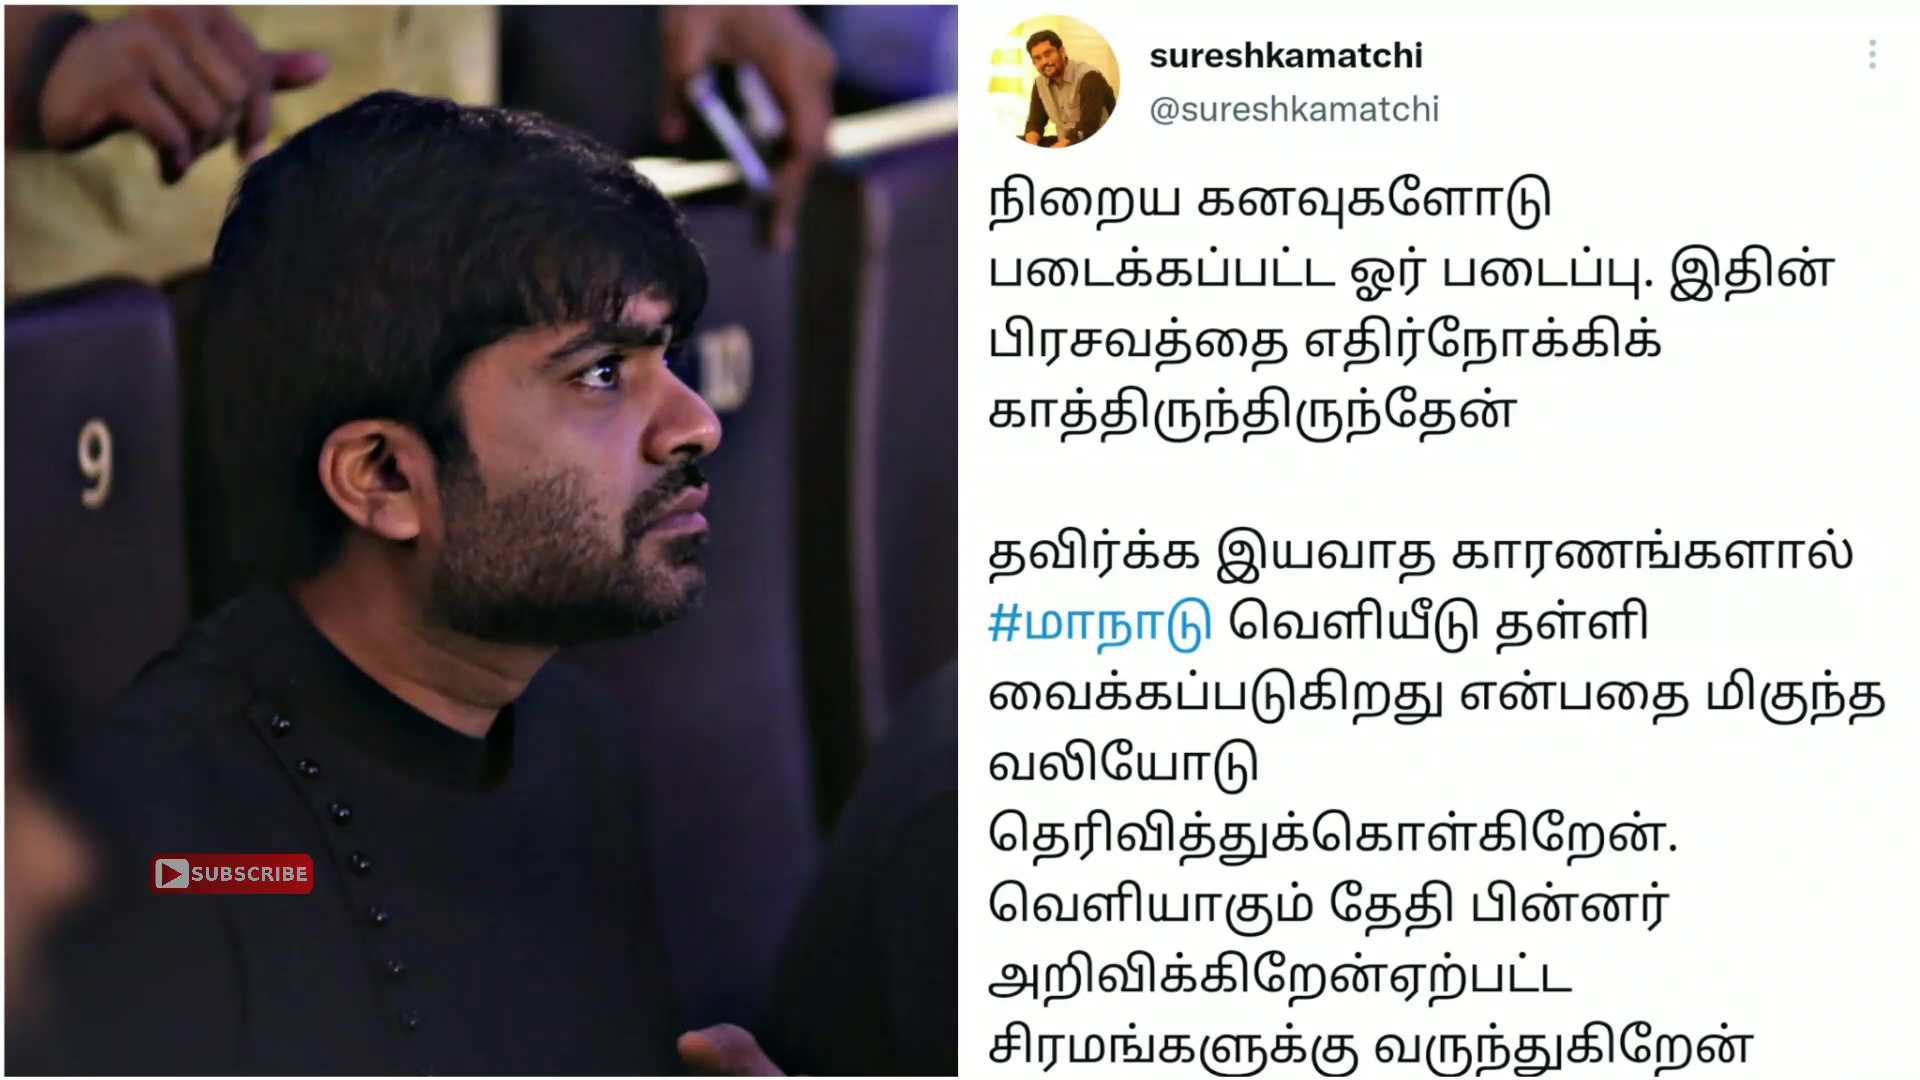 9
10
SUBSCRIBE
sureshkamatchi
@sureshkamatchi
நிறைய கனவுகளோடு
படைக்கப்பட்ட ஓர் படைப்பு. இதின்
பிரசவத்தை எதிர்நோக்கிக்
காத்திருந்திருந்தேன்
தவிர்க்க இயவாத காரணங்களால்
#மாநாடு வெளியீடு தள்ளி
வைக்கப்படுகிறது என்பதை மிகுந்த
வலியோடு
தெரிவித்துக்கொள்கிறேன்.
வெளியாகும் தேதி பின்னர்
அறிவிக்கிறேன்ஏற்பட்ட
சிரமங்களுக்கு வருந்துகிறேன்